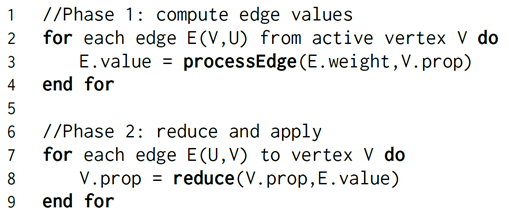 1 //Phase 1: compute edge values
2 for each edge E(V,U) from active vertex V do
3 E.value = processEdge(E.weight,V.prop)
4 end for
5
6 //Phase 2: reduce and apply
7 for each edge E(U,V) to vertex V do
8 V.prop = reduce(V.prop,E.value)
9 end for